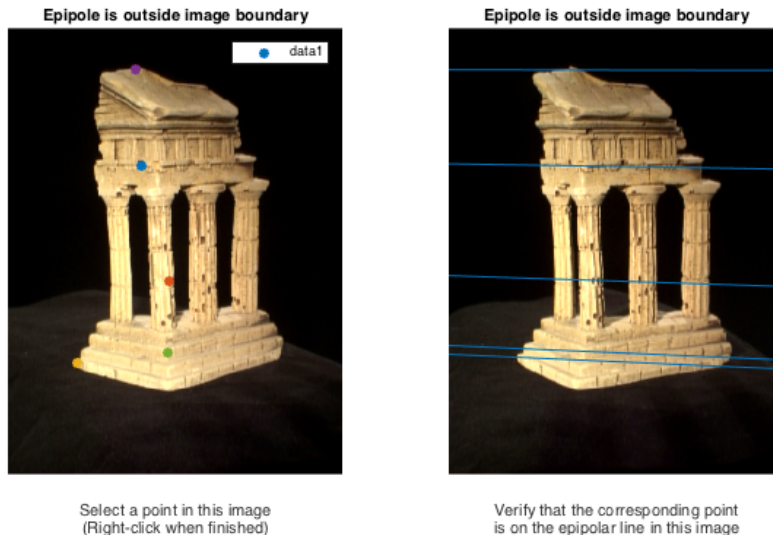 Epipole is outside image boundary
data1
Select a point in this image
(Right-click when finished)
Epipole is outside image boundary
Verify that the corresponding point
is on the epipolar line in this image